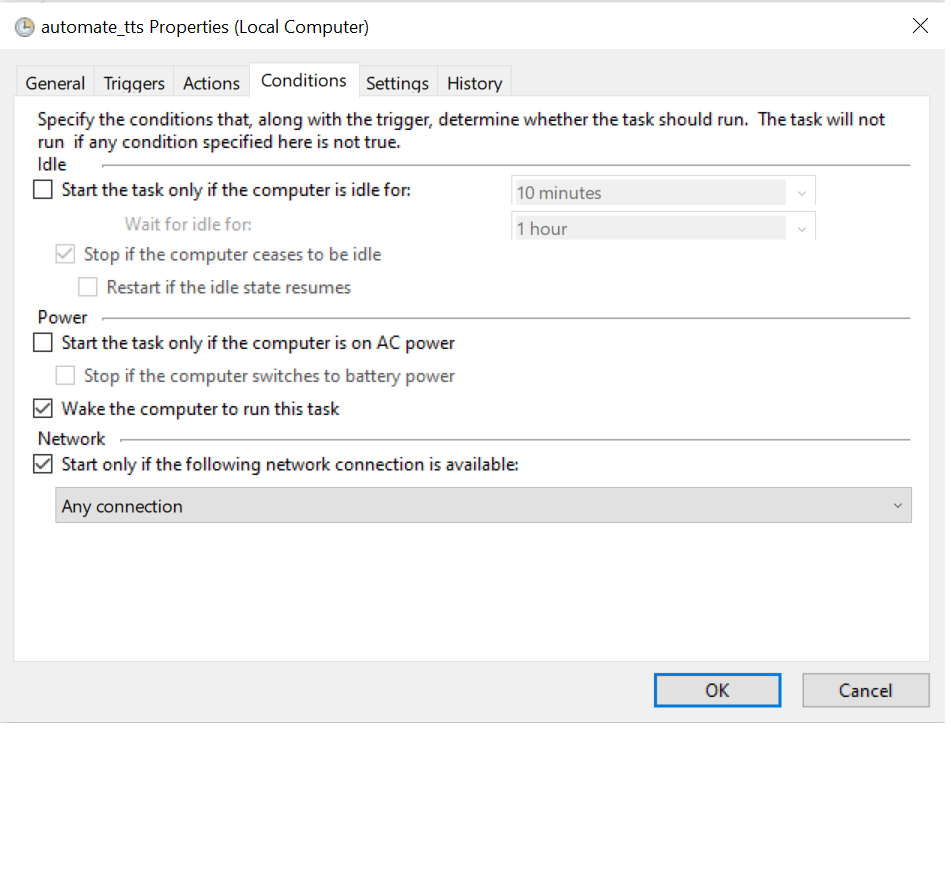 automate_tts Properties (Local Computer)
General Triggers Actions Conditions Settings History
Specify the conditions that, along with the trigger, determine whether the task should run. The task will not
run if any condition specified here is not true.
Idle
Start the task only if the computer is idle for: 10 minutes
Wait for idle for: 1 hour
Stop if the computer ceases to be idle
Restart if the idle state resumes
Power
Start the task only if the computer is on AC power
Stop if the computer switches to battery power
Wake the computer to run this task
Network
Start only if the following network connection is available:
Any connection
OK Cancel